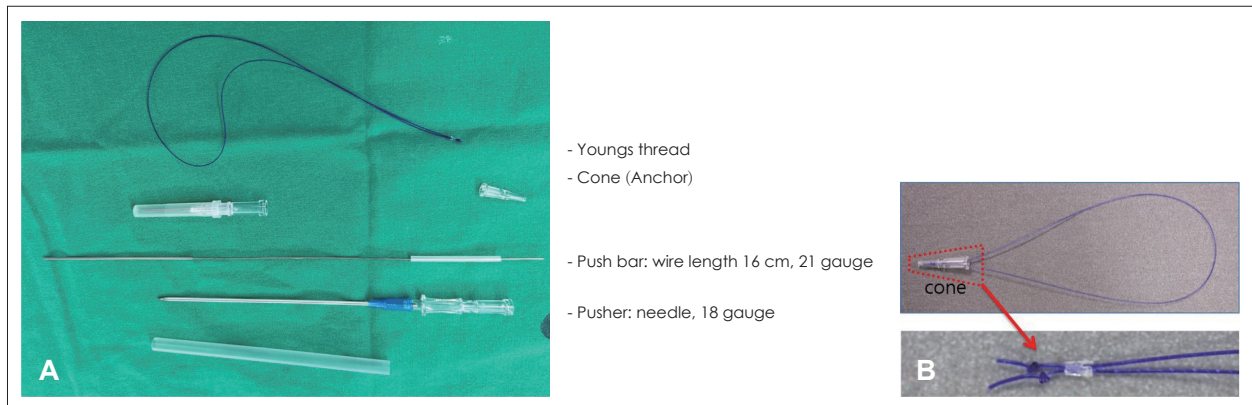 - Youngs thread
- Cone (Anchor)
- Push bar: wire length 16 cm, 21 gauge
- Pusher: needle, 18 gauge
A
cone
B